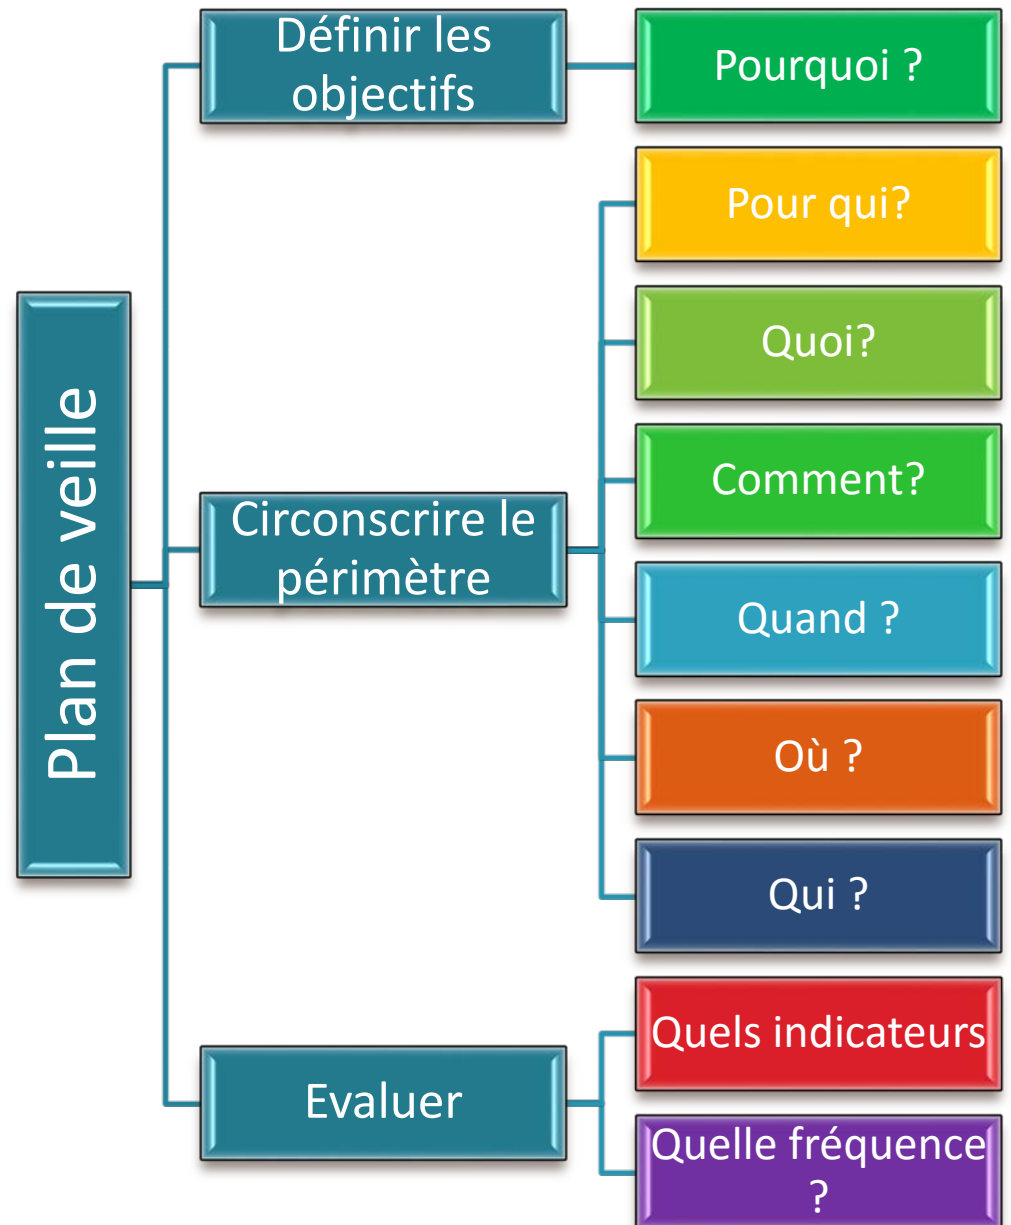 Plan de veille
Définir les
objectifs
Pourquoi ?
Circonscrire le
périmètre
Pour qui?
Quoi?
Comment?
Quand ?
Où ?
Qui ?
Evaluer
Quels indicateurs
Quelle fréquence
?